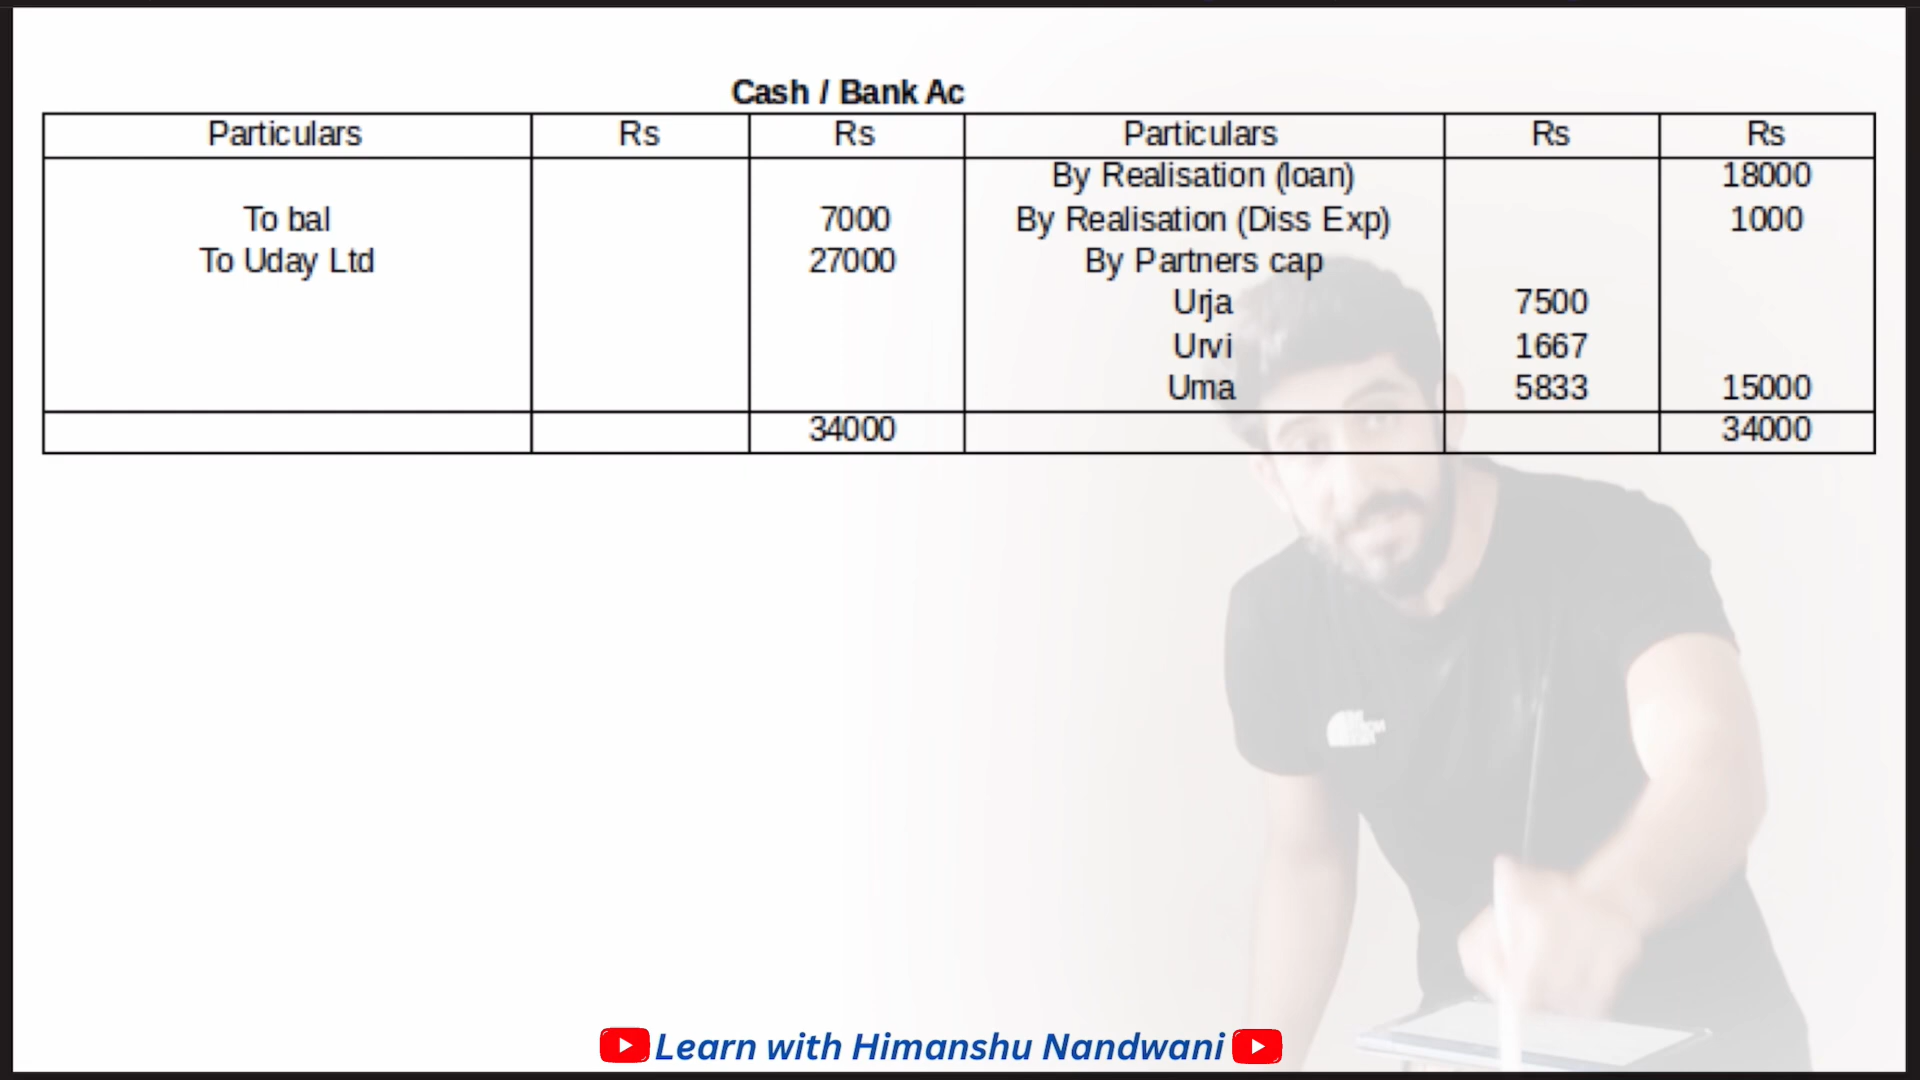 Cash / Bank Ac
Particulars Rs Rs Particulars Rs Rs
By Realisation (loan) 18000
To bal 7000 By Realisation (Diss Exp) 1000
To Uday Ltd 27000 By Partners cap
Urja 7500
Urvi 1667
Uma 5833 15000
34000 34000
Learn with Himanshu Nandwani